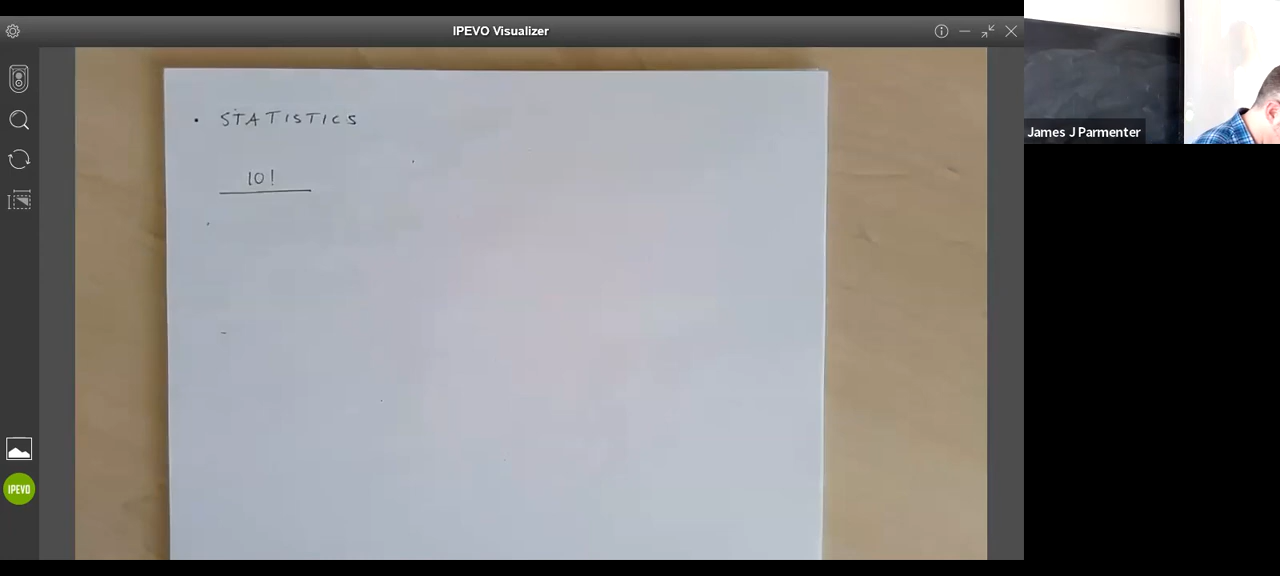 IPEVO Visualizer
• STATISTICS
10!
IPEVO
James J Parmenter